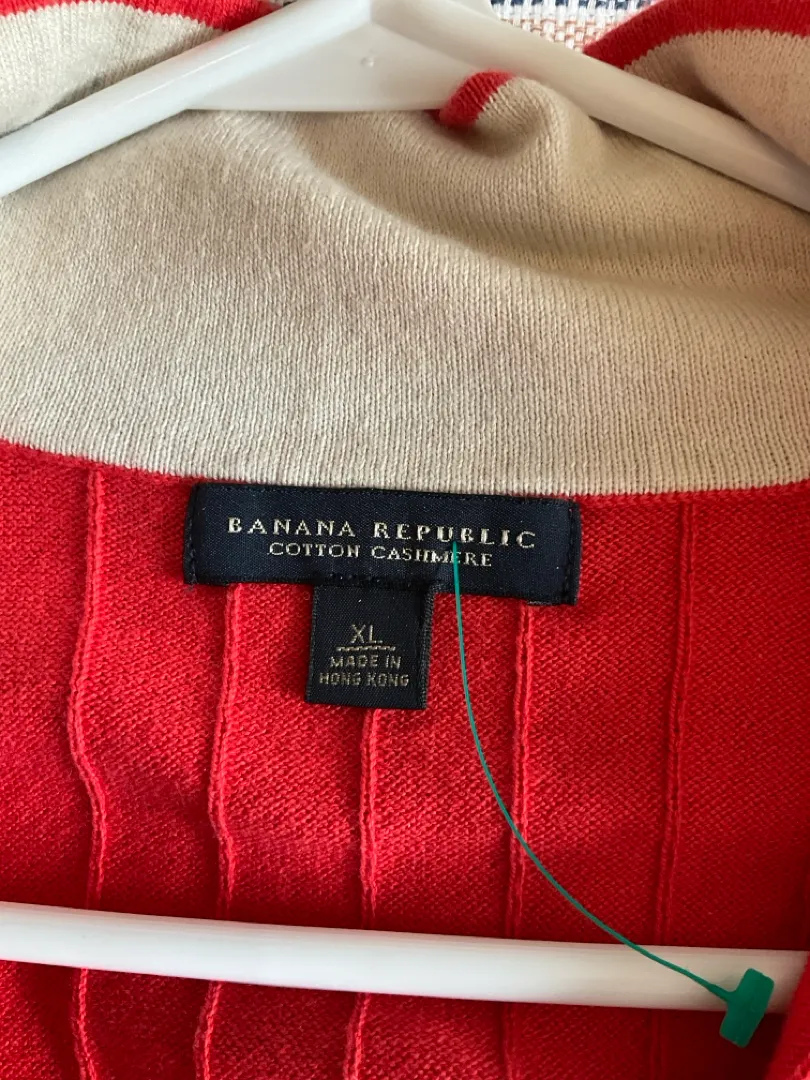 BANANA REPUBLIC
COTTON CASHMERE
XL
MADE IN
HONG KONG